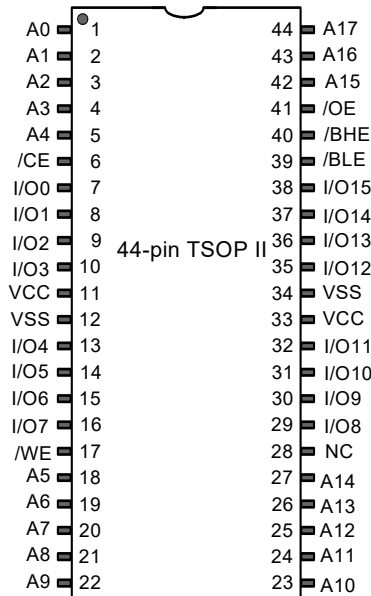 A0 1 44 A17
A1 2 43 A16
A2 3 42 A15
A3 4 41 /OE
A4 5 40 /BHE
/CE 6 39 /BLE
I/O0 7 38 I/O15
I/O1 8 37 I/O14
I/O2 9 36 I/O13
44-pin TSOP II
I/O3 10 35 I/O12
VCC 11 34 VSS
VSS 12 33 VCC
I/O4 13 32 I/O11
I/O5 14 31 I/O10
I/O6 15 30 I/O9
I/O7 16 29 I/O8
/WE 17 28 NC
A5 18 27 A14
A6 19 26 A13
A7 20 25 A12
A8 21 24 A11
A9 22 23 A10